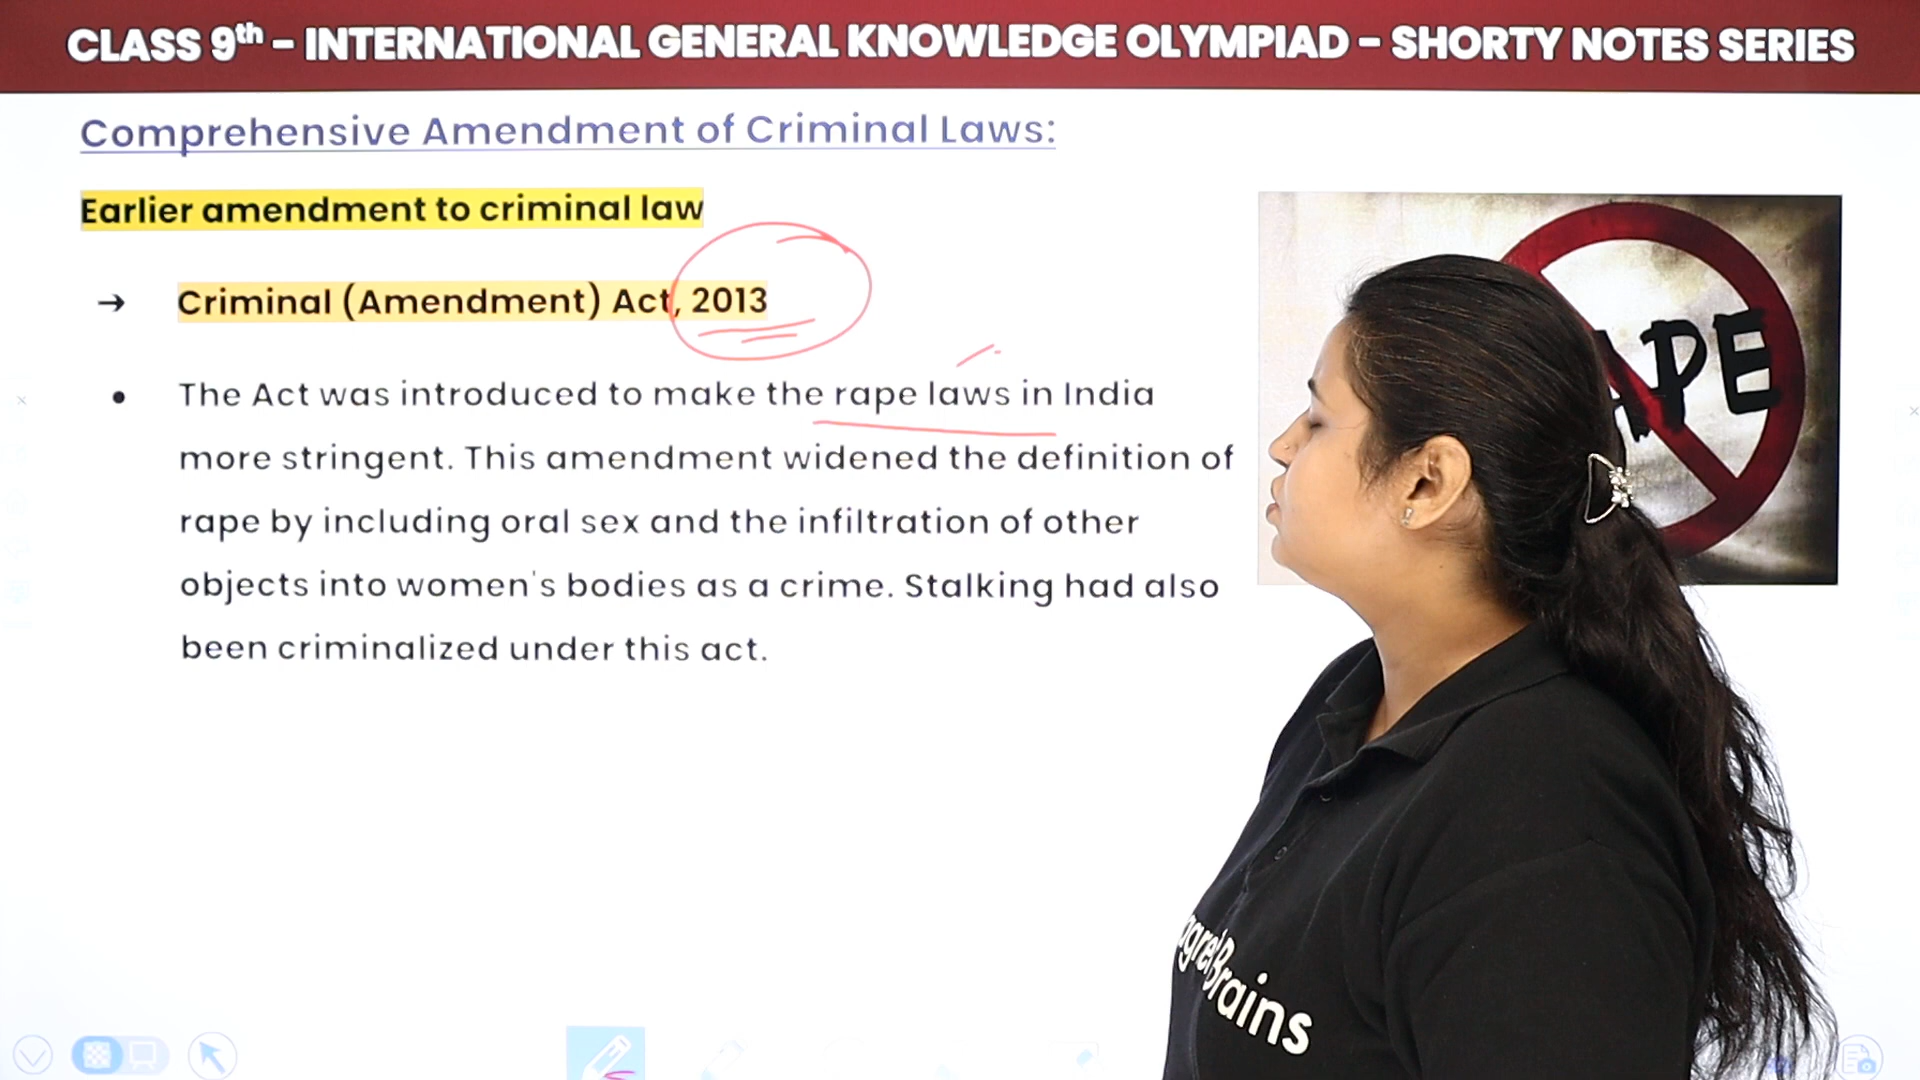 CLASS 9th – INTERNATIONAL GENERAL KNOWLEDGE OLYMPIAD – SHORTY NOTES SERIES
Comprehensive Amendment of Criminal Laws:
Earlier amendment to criminal law
→ Criminal (Amendment) Act, 2013
• The Act was introduced to make the rape laws in India
more stringent. This amendment widened the definition of
rape by including oral sex and the infiltration of other
objects into women's bodies as a crime. Stalking had also
been criminalized under this act.
APE
Brains